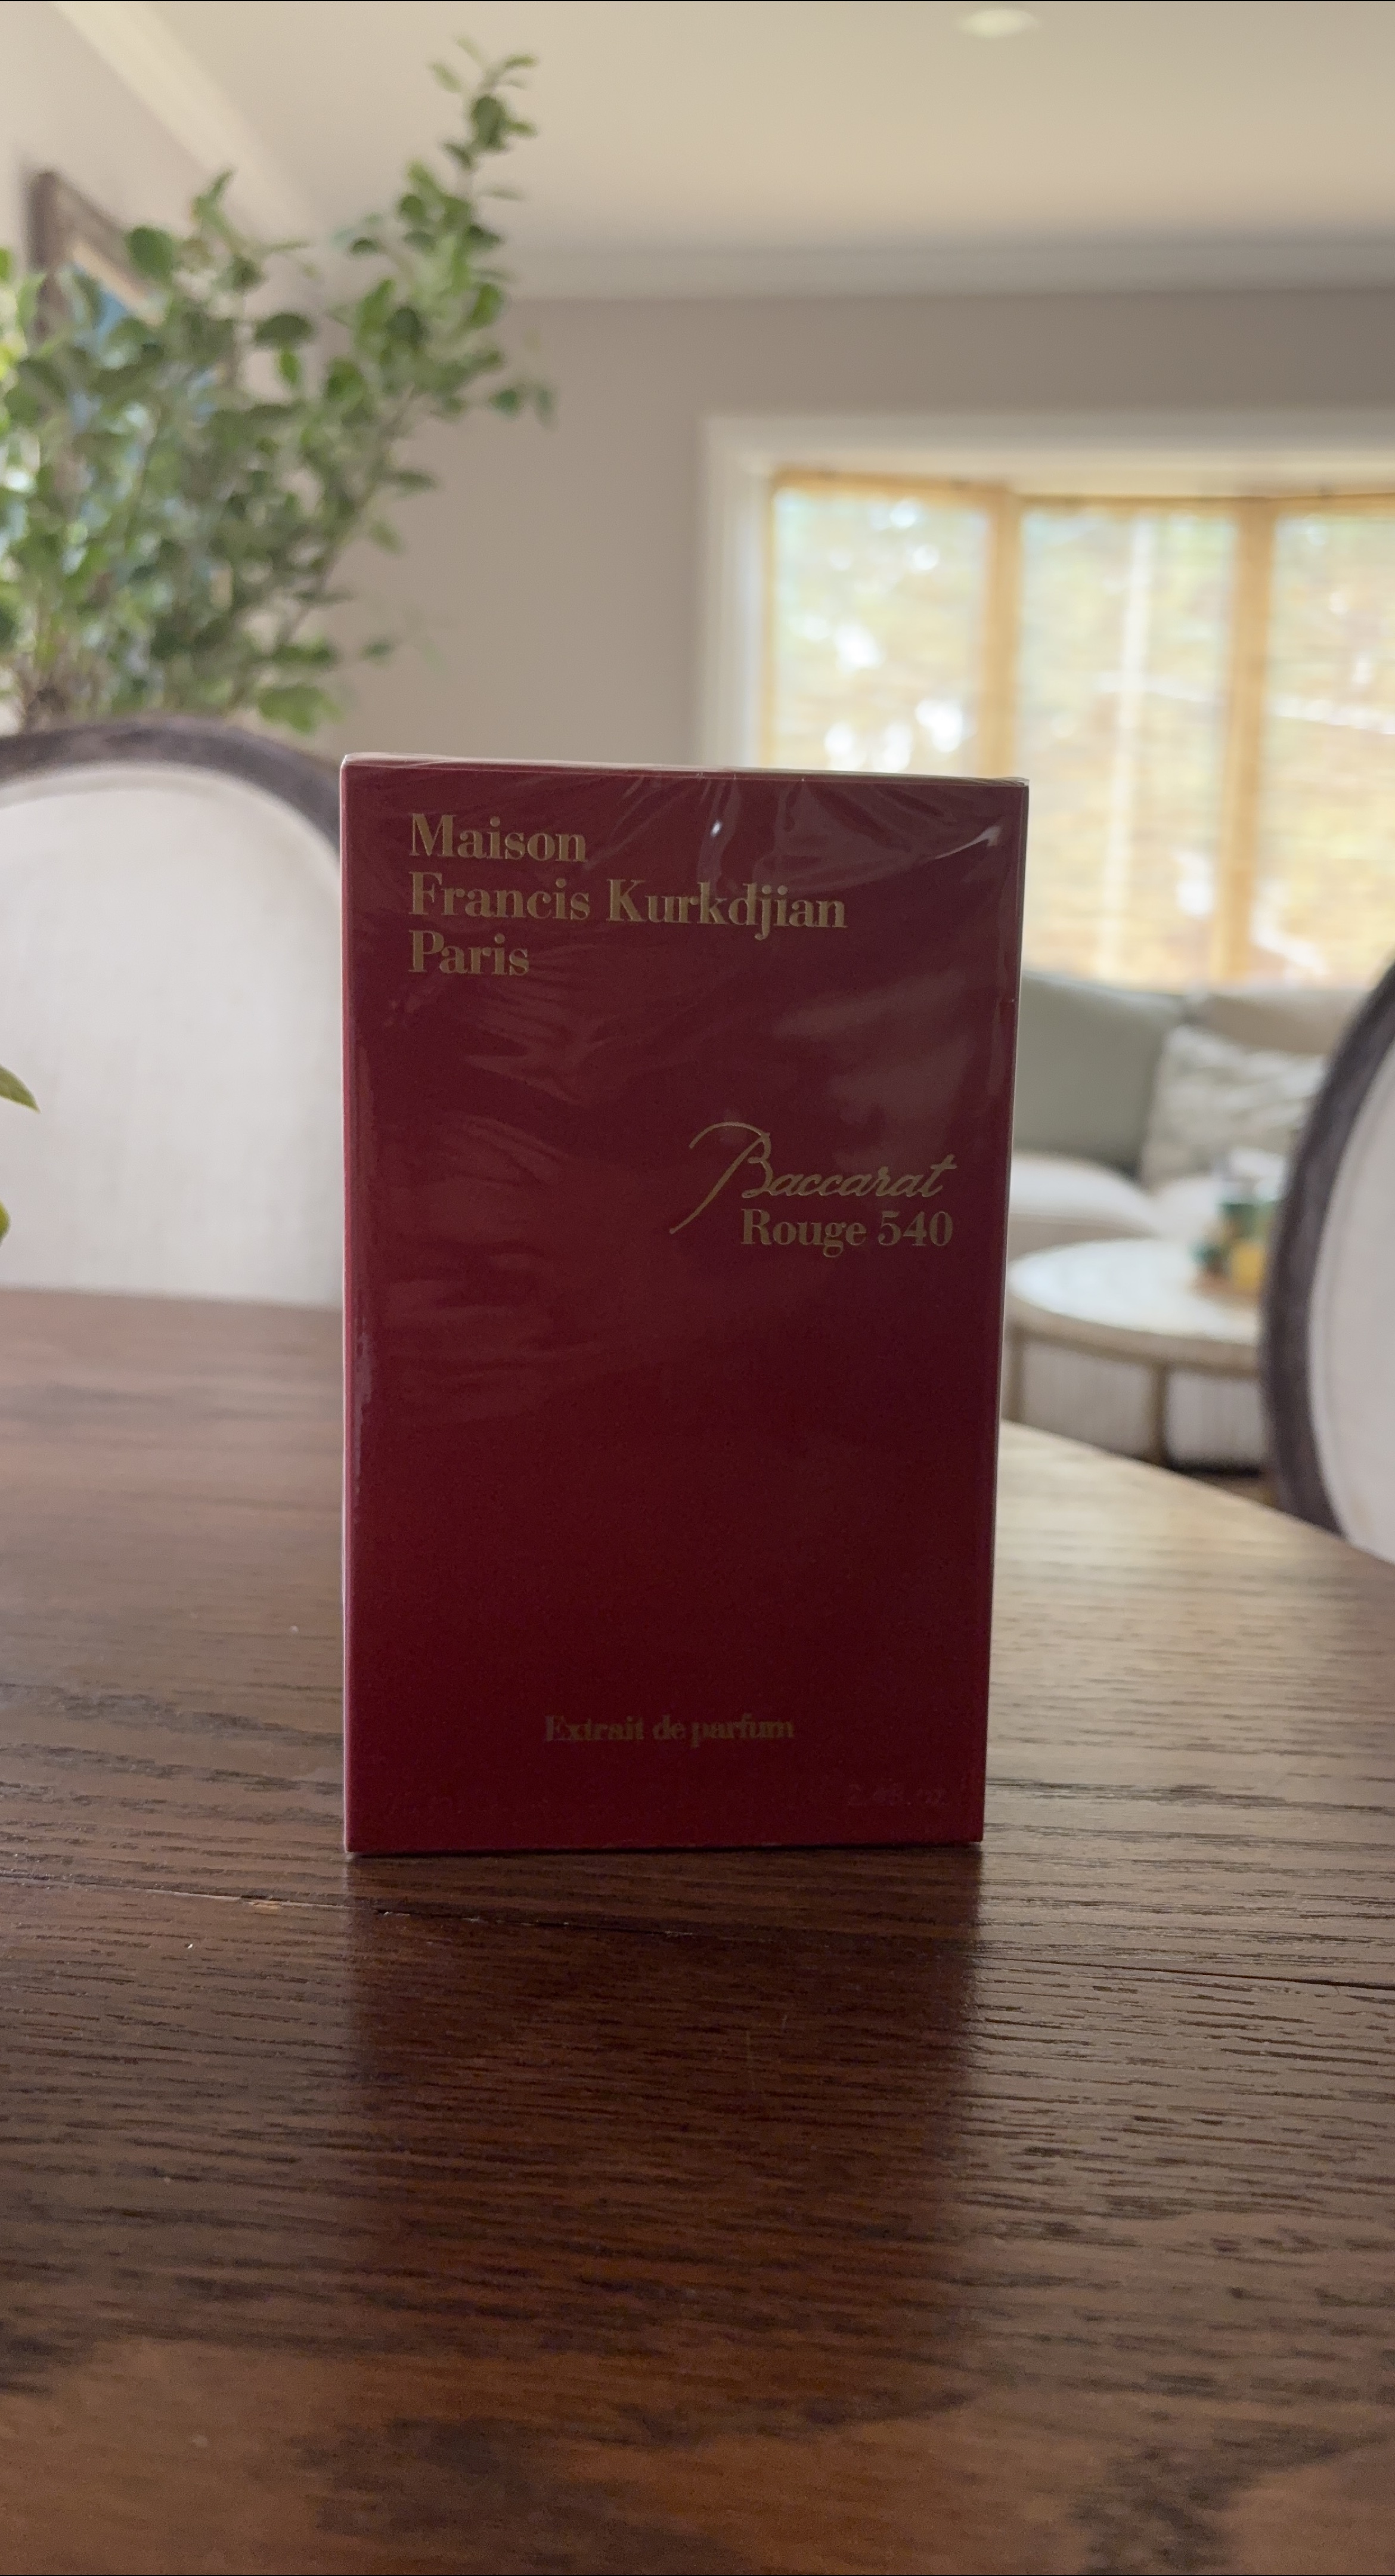 Maison
Francis Kurkdjian
Paris
Baccarat
Rouge 540
Extrait de parfum